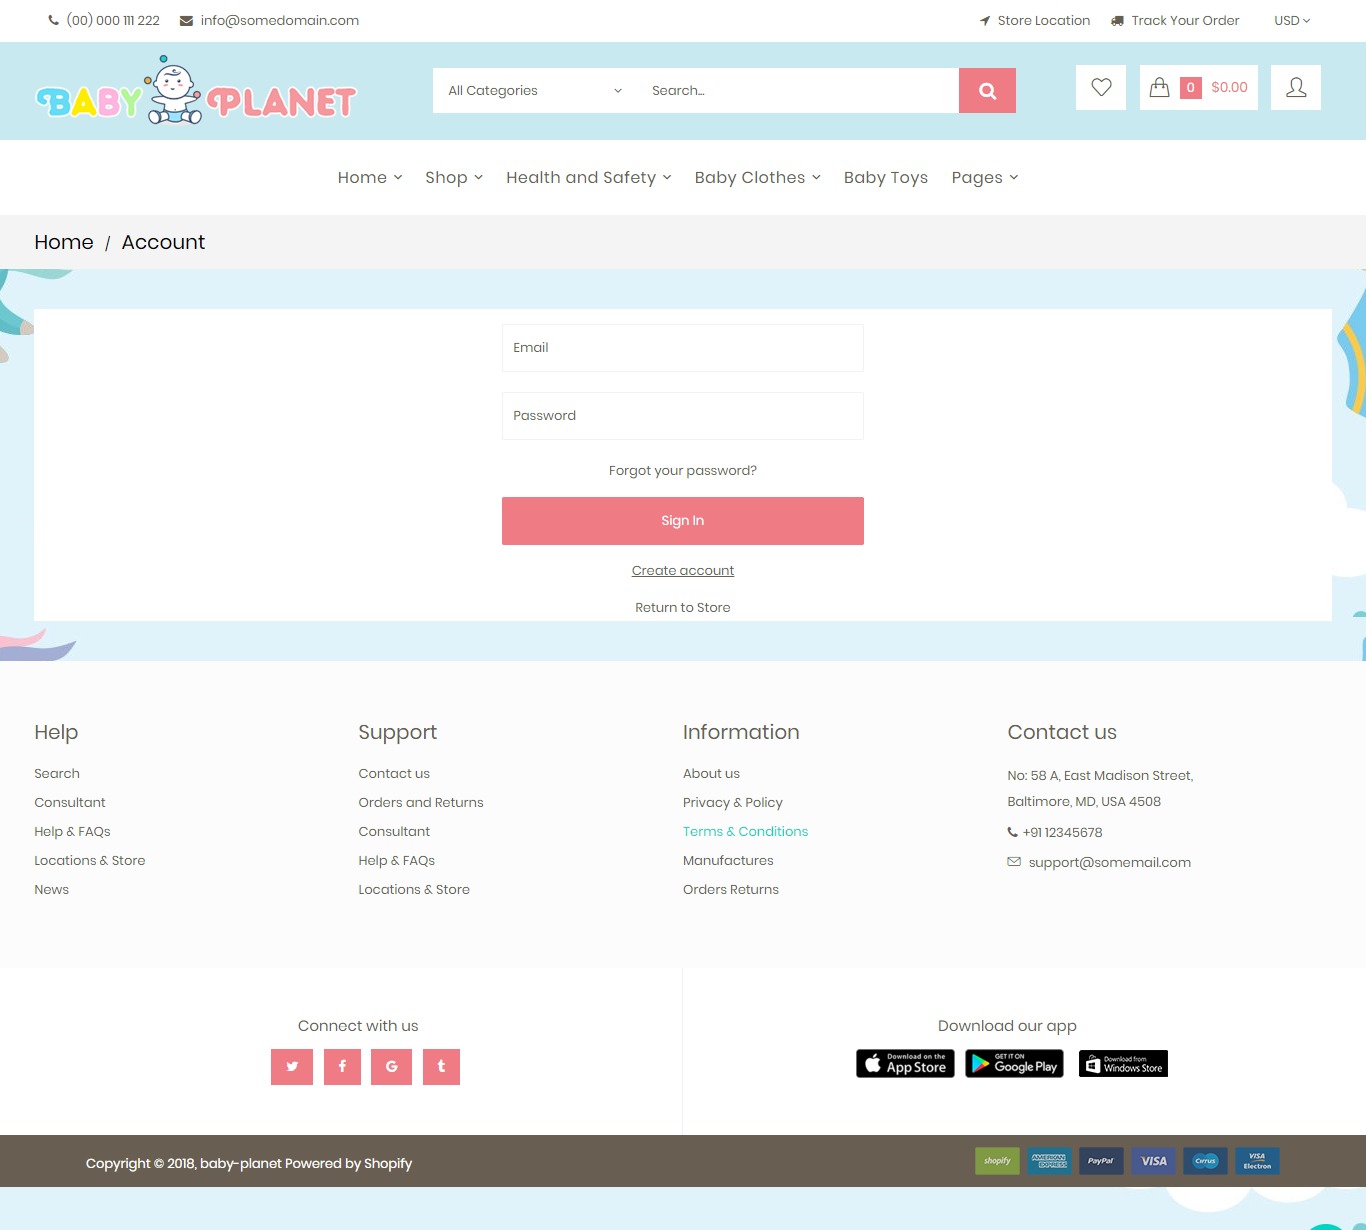 (00) 000 111 222 info@somedomain.com Store Location Track Your Order USD
BABY PLANET
All Categories Search... 0 $0.00
Home Shop Health and Safety Baby Clothes Baby Toys Pages
Home / Account
Email
Password
Forgot your password?
Sign In
Create account
Return to Store
Help
Search
Consultant
Help & FAQs
Locations & Store
News
Support
Contact us
Orders and Returns
Consultant
Help & FAQs
Locations & Store
Information
About us
Privacy & Policy
Terms & Conditions
Manufactures
Orders Returns
Contact us
No: 58 A, East Madison Street,
Baltimore, MD, USA 4508
+91 12345678
support@somemail.com
Connect with us
Download our app
Download on the
App Store
GET IT ON
Google Play
Download from
Windows Store
Copyright © 2018, baby-planet Powered by Shopify
shopify
AMERICAN
EXPRESS
PayPal
VISA
Cirrus
VISA
Electron